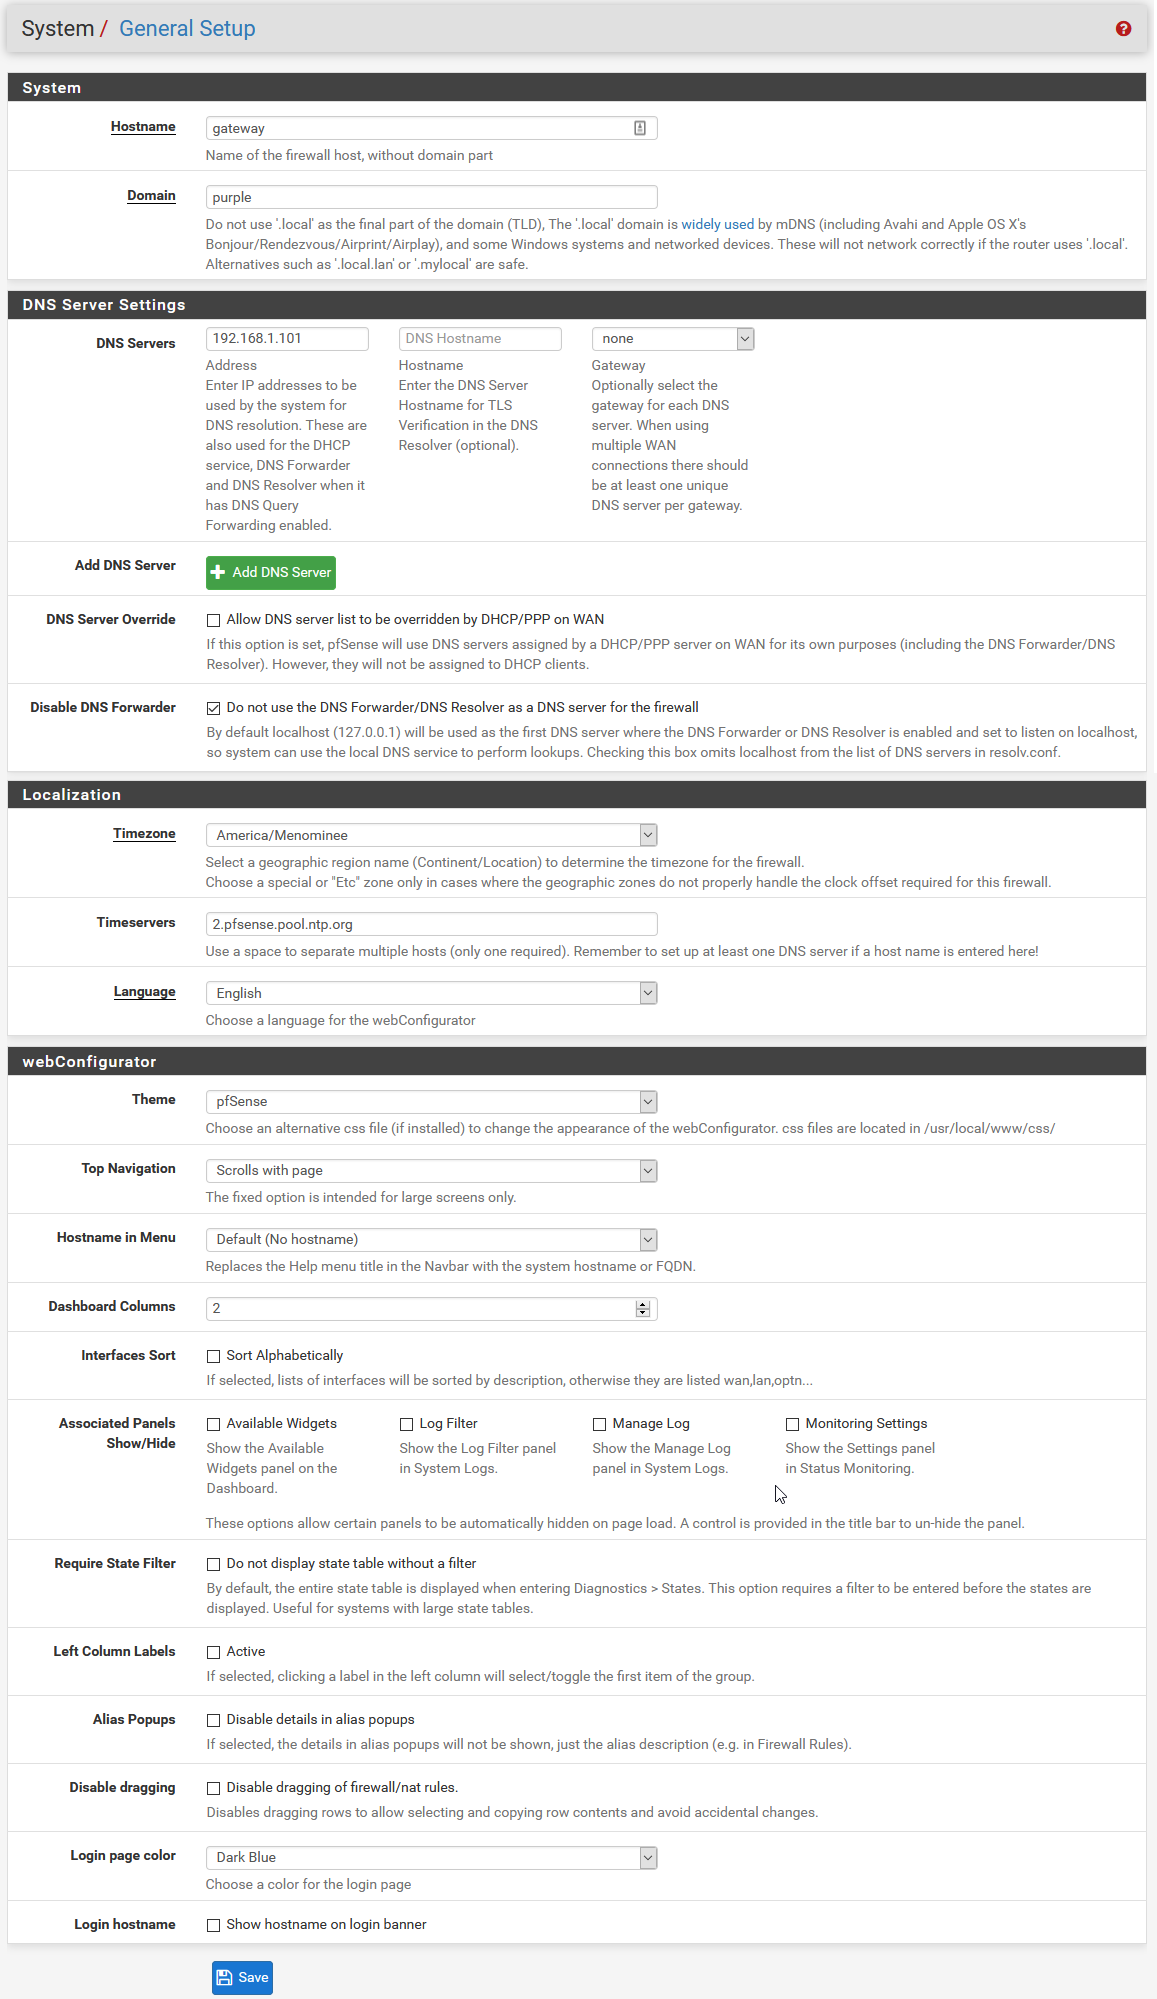 System / General Setup
System
Hostname
gateway
Name of the firewall host, without domain part
Domain
purple
Do not use '.local' as the final part of the domain (TLD), The '.local' domain is widely used by mDNS (including Avahi and Apple OS X's
Bonjour/Rendezvous/Airprint/Airplay), and some Windows systems and networked devices. These will not network correctly if the router uses '.local'.
Alternatives such as '.local.lan' or '.mylocal' are safe.
DNS Server Settings
DNS Servers
192.168.1.101
Address
Enter IP addresses to be
used by the system for
DNS resolution. These are
also used for the DHCP
service, DNS Forwarder
and DNS Resolver when it
has DNS Query
Forwarding enabled.
DNS Hostname
Hostname
Enter the DNS Server
Hostname for TLS
Verification in the DNS
Resolver (optional).
none
Gateway
Optionally select the
gateway for each DNS
server. When using
multiple WAN
connections there should
be at least one unique
DNS server per gateway.
Add DNS Server
Add DNS Server
DNS Server Override
Allow DNS server list to be overridden by DHCP/PPP on WAN
If this option is set, pfSense will use DNS servers assigned by a DHCP/PPP server on WAN for its own purposes (including the DNS Forwarder/DNS
Resolver). However, they will not be assigned to DHCP clients.
Disable DNS Forwarder
Do not use the DNS Forwarder/DNS Resolver as a DNS server for the firewall
By default localhost (127.0.0.1) will be used as the first DNS server where the DNS Forwarder or DNS Resolver is enabled and set to listen on localhost,
so system can use the local DNS service to perform lookups. Checking this box omits localhost from the list of DNS servers in resolv.conf.
Localization
Timezone
America/Menominee
Select a geographic region name (Continent/Location) to determine the timezone for the firewall.
Choose a special or "Etc" zone only in cases where the geographic zones do not properly handle the clock offset required for this firewall.
Timeservers
2.pfsense.pool.ntp.org
Use a space to separate multiple hosts (only one required). Remember to set up at least one DNS server if a host name is entered here!
Language
English
Choose a language for the webConfigurator
webConfigurator
Theme
pfSense
Choose an alternative css file (if installed) to change the appearance of the webConfigurator. css files are located in /usr/local/www/css/
Top Navigation
Scrolls with page
The fixed option is intended for large screens only.
Hostname in Menu
Default (No hostname)
Replaces the Help menu title in the Navbar with the system hostname or FQDN.
Dashboard Columns
2
Interfaces Sort
Sort Alphabetically
If selected, lists of interfaces will be sorted by description, otherwise they are listed wan,lan,optn...
Associated Panels
Show/Hide
Available Widgets
Show the Available
Widgets panel on the
Dashboard.
Log Filter
Show the Log Filter panel
in System Logs.
Manage Log
Show the Manage Log
panel in System Logs.
Monitoring Settings
Show the Settings panel
in Status Monitoring.
These options allow certain panels to be automatically hidden on page load. A control is provided in the title bar to un-hide the panel.
Require State Filter
Do not display state table without a filter
By default, the entire state table is displayed when entering Diagnostics > States. This option requires a filter to be entered before the states are
displayed. Useful for systems with large state tables.
Left Column Labels
Active
If selected, clicking a label in the left column will select/toggle the first item of the group.
Alias Popups
Disable details in alias popups
If selected, the details in alias popups will not be shown, just the alias description (e.g. in Firewall Rules).
Disable dragging
Disable dragging of firewall/nat rules.
Disables dragging rows to allow selecting and copying row contents and avoid accidental changes.
Login page color
Dark Blue
Choose a color for the login page
Login hostname
Show hostname on login banner
Save